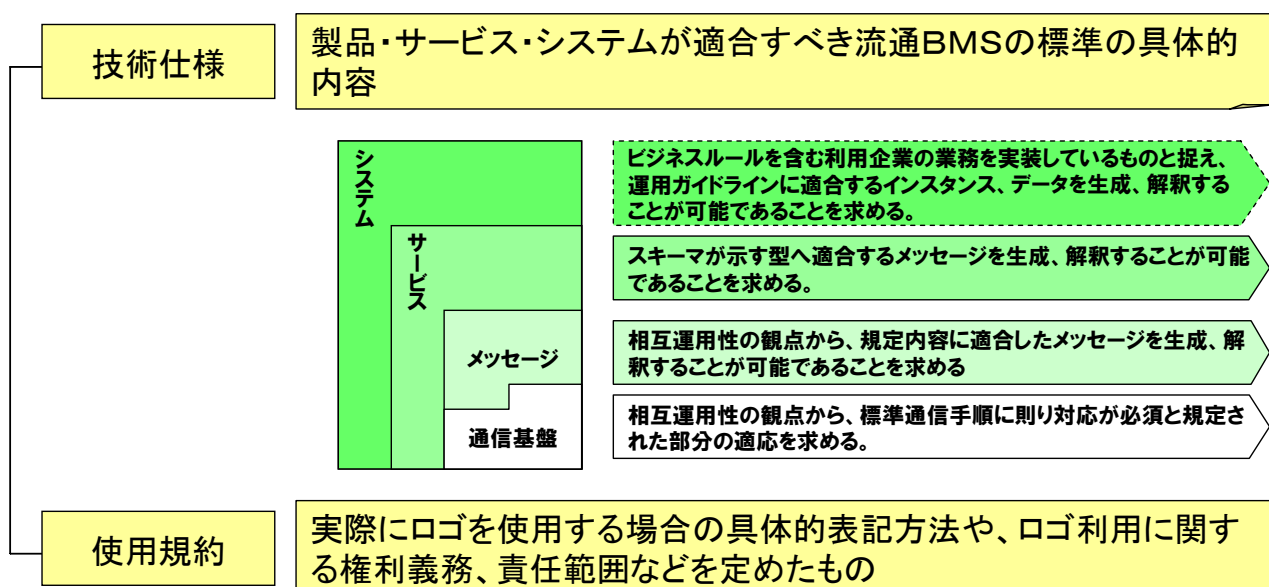 技術仕様
製品・サービス・システムが適合すべき流通BMSの標準の具体的
内容
システム
ビジネスルールを含む利用企業の業務を実装しているものと捉え、
運用ガイドラインに適合するインスタンス、データを生成、解釈する
ことが可能であることを求める。
サービス
スキーマが示す型へ適合するメッセージを生成、解釈することが可能
であることを求める。
メッセージ
相互運用性の観点から、規定内容に適合したメッセージを生成、解
釈することが可能であることを求める
通信基盤
相互運用性の観点から、標準通信手順に則り対応が必須と規定さ
れた部分の適応を求める。
使用規約
実際にロゴを使用する場合の具体的表記方法や、ロゴ利用に関す
る権利義務、責任範囲などを定めたもの